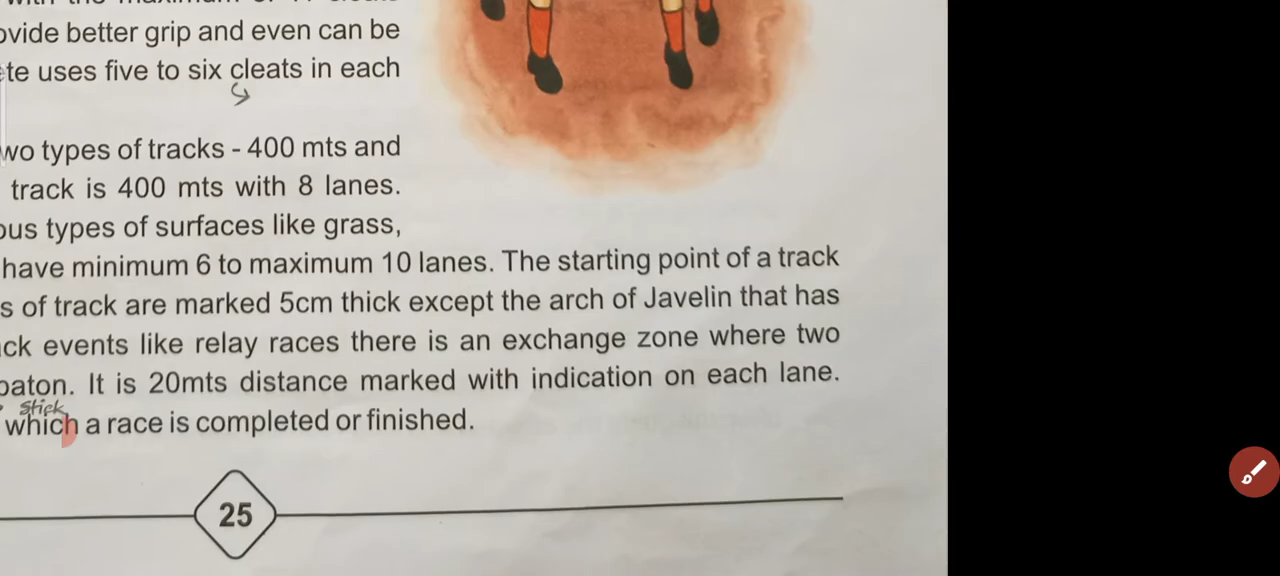 ovide better grip and even can be
te uses five to six cleats in each
wo types of tracks - 400 mts and
track is 400 mts with 8 lanes.
ous types of surfaces like grass,
have minimum 6 to maximum 10 lanes. The starting point of a track
s of track are marked 5cm thick except the arch of Javelin that has
ck events like relay races there is an exchange zone where two
baton. It is 20mts distance marked with indication on each lane.
stick
which a race is completed or finished.
25